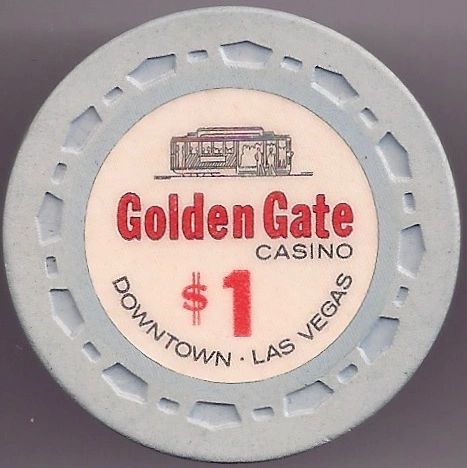 Golden Gate
CASINO
$1
DOWNTOWN · LAS VEGAS